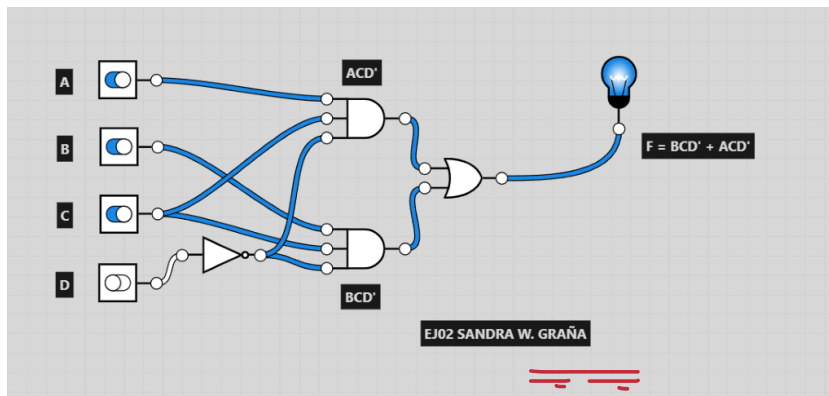 A
B
C
D
ACD'
BCD'
F = BCD' + ACD'
EJ02 SANDRA W. GRAÑA